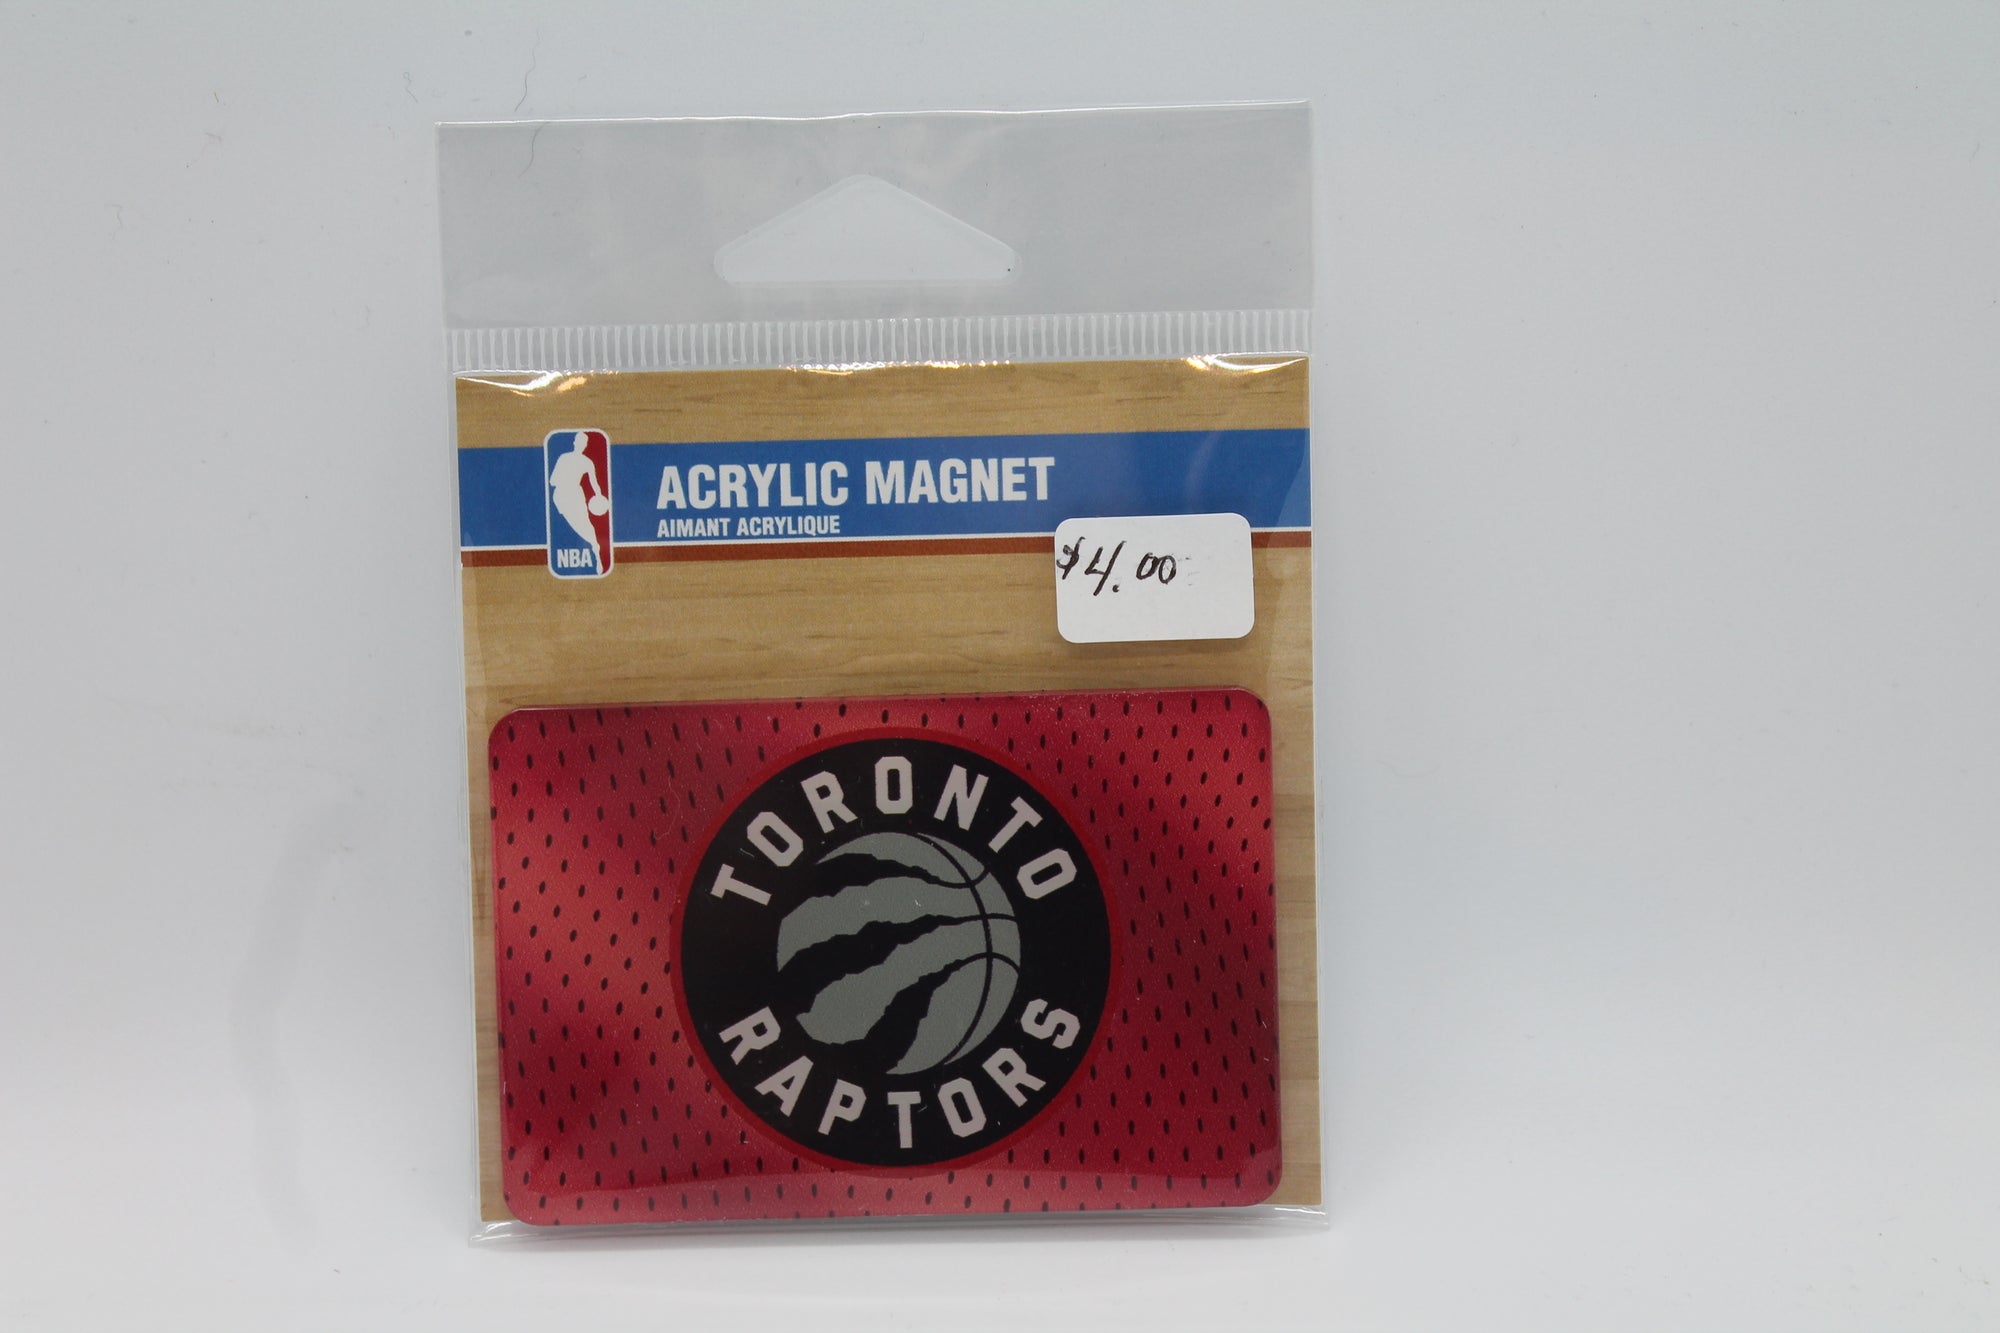 ACRYLIC MAGNET
AIMANT ACRYLIQUE
NBA
$4.00
TORONTO
RAPTORS